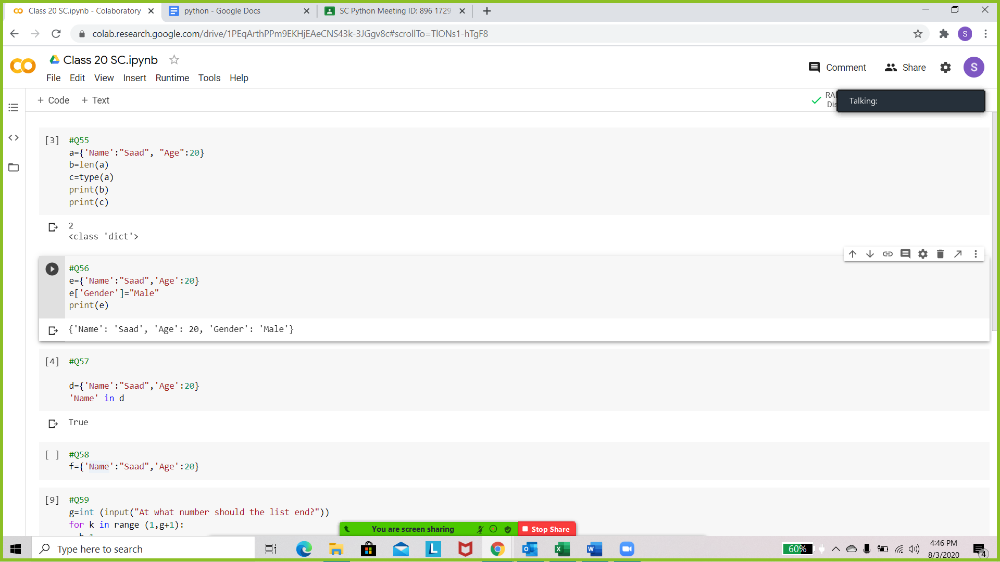 Class 20 SC.ipynb - Colaboratory
python - Google Docs
SC Python Meeting ID: 896 1729
colab.research.google.com/drive/1PEqArthPPm9EKHjEAeCNS43k-3JGgv8c#scrollTo=TlONs1-hTgF8
S
Class 20 SC.ipynb
File Edit View Insert Runtime Tools Help
Comment Share S
+ Code + Text
Talking:
[3] #Q55
a={'Name':"Saad", "Age":20}
b=len(a)
c=type(a)
print(b)
print(c)
2
<class 'dict'>
#Q56
e={'Name':"Saad",'Age':20}
e['Gender']="Male"
print(e)
{'Name': 'Saad', 'Age': 20, 'Gender': 'Male'}
[4] #Q57
d={'Name':"Saad",'Age':20}
'Name' in d
True
[ ] #Q58
f={'Name':"Saad",'Age':20}
[9] #Q59
g=int (input("At what number should the list end?"))
for k in range (1,g+1):
You are screen sharing Stop Share
Type here to search
60%
4:46 PM
8/3/2020
4